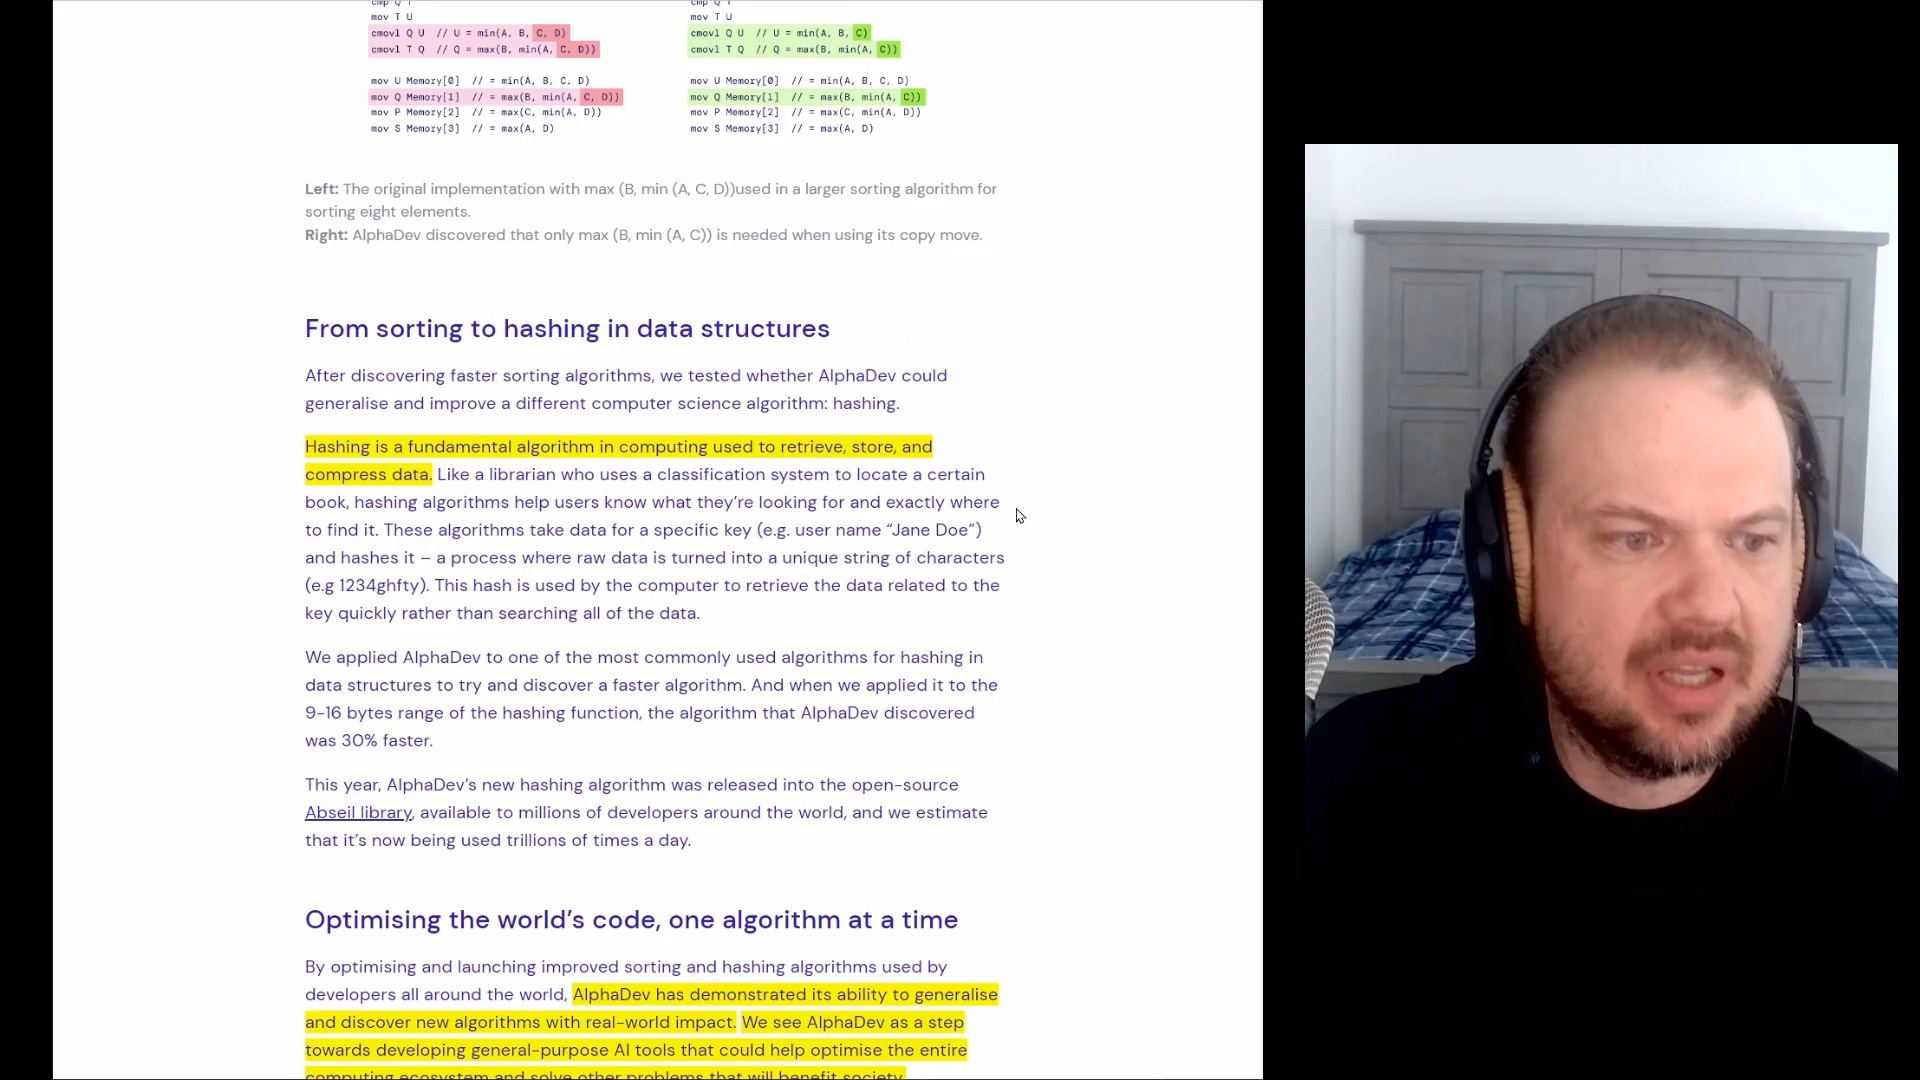 mov T U
cmovl Q U // U = min(A, B, C, D)
cmovl T Q // Q = max(B, min(A, C, D))
mov U Memory[0] // = min(A, B, C, D)
mov Q Memory[1] // = max(B, min(A, C, D))
mov P Memory[2] // = max(C, min(A, D))
mov S Memory[3] // = max(A, D)
mov T U
cmovl Q U // U = min(A, B, C)
cmovl T Q // Q = max(B, min(A, C))
mov U Memory[0] // = min(A, B, C, D)
mov Q Memory[1] // = max(B, min(A, C))
mov P Memory[2] // = max(C, min(A, D))
mov S Memory[3] // = max(A, D)
Left: The original implementation with max (B, min (A, C, D))used in a larger sorting algorithm for
sorting eight elements.
Right: AlphaDev discovered that only max (B, min (A, C)) is needed when using its copy move.
From sorting to hashing in data structures
After discovering faster sorting algorithms, we tested whether AlphaDev could
generalise and improve a different computer science algorithm: hashing.
Hashing is a fundamental algorithm in computing used to retrieve, store, and
compress data. Like a librarian who uses a classification system to locate a certain
book, hashing algorithms help users know what they’re looking for and exactly where
to find it. These algorithms take data for a specific key (e.g. user name “Jane Doe”)
and hashes it – a process where raw data is turned into a unique string of characters
(e.g 1234ghfty). This hash is used by the computer to retrieve the data related to the
key quickly rather than searching all of the data.
We applied AlphaDev to one of the most commonly used algorithms for hashing in
data structures to try and discover a faster algorithm. And when we applied it to the
9-16 bytes range of the hashing function, the algorithm that AlphaDev discovered
was 30% faster.
This year, AlphaDev’s new hashing algorithm was released into the open-source
Abseil library, available to millions of developers around the world, and we estimate
that it’s now being used trillions of times a day.
Optimising the world’s code, one algorithm at a time
By optimising and launching improved sorting and hashing algorithms used by
developers all around the world, AlphaDev has demonstrated its ability to generalise
and discover new algorithms with real-world impact. We see AlphaDev as a step
towards developing general-purpose AI tools that could help optimise the entire
computing ecosystem and solve other problems that will benefit society.